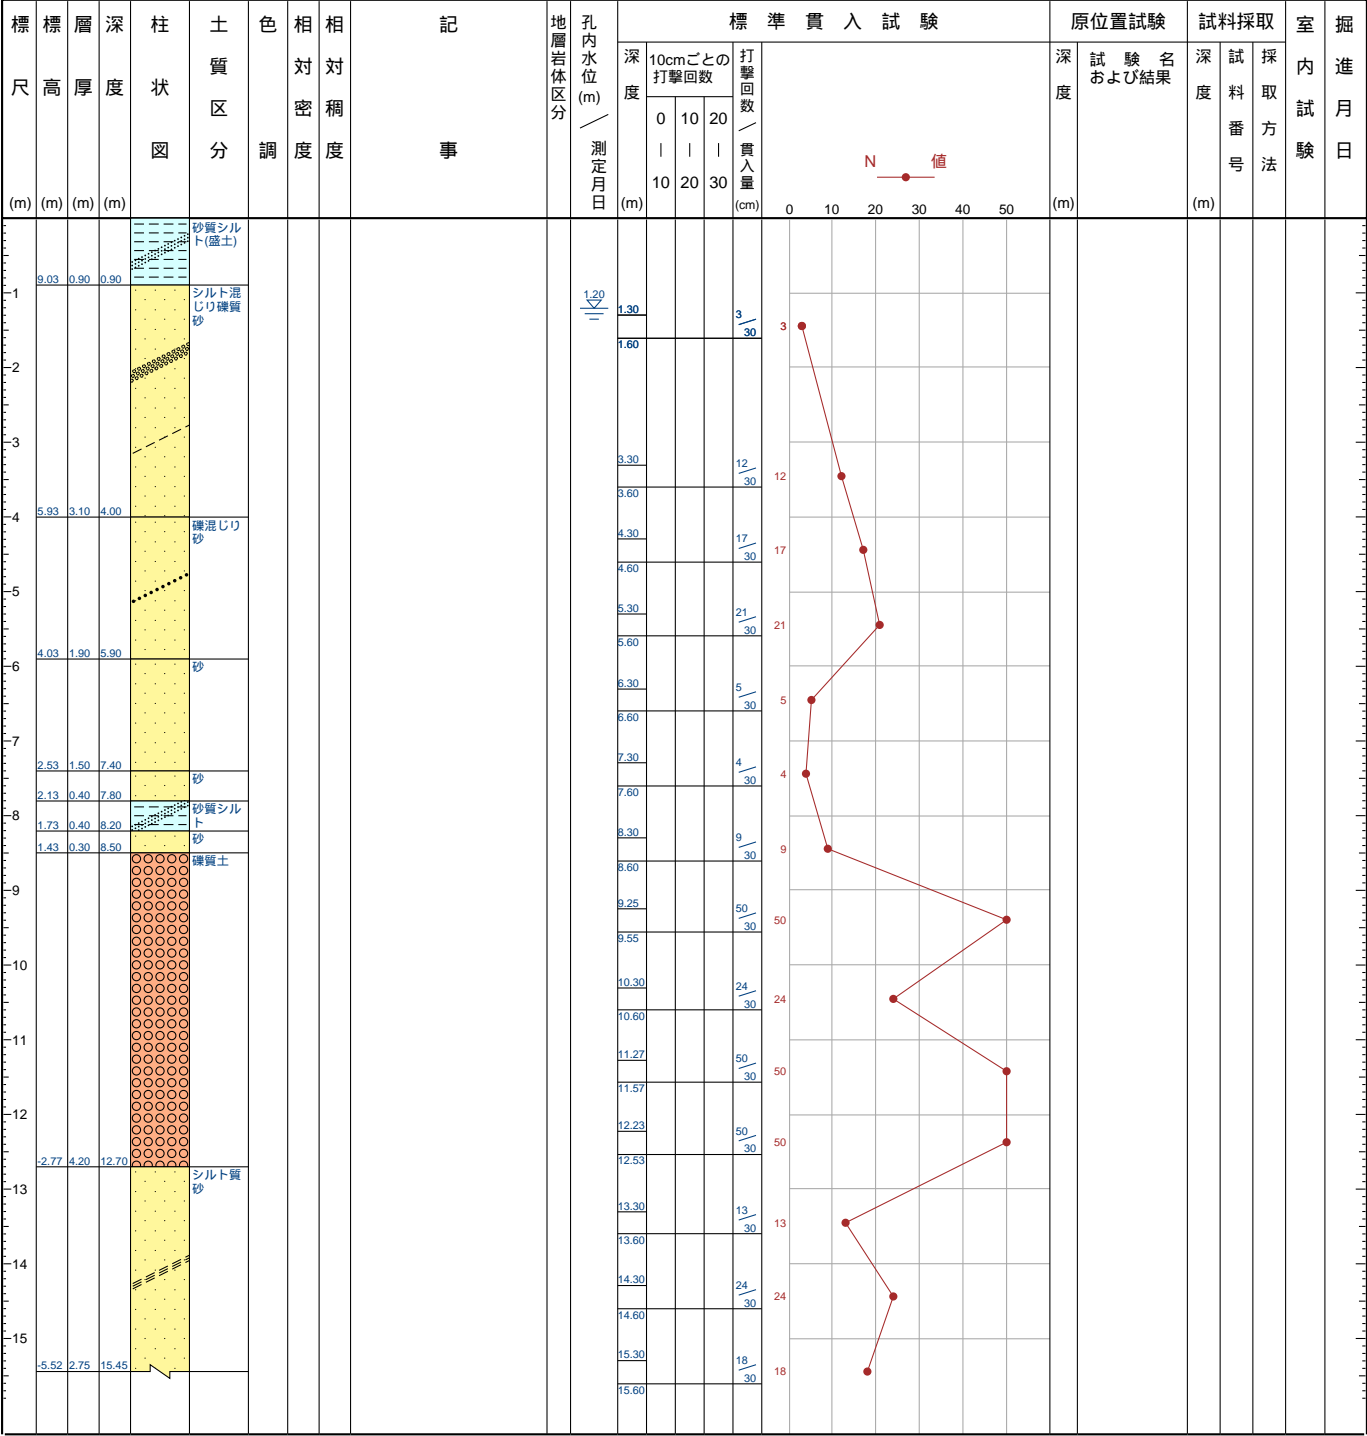 標尺(m)
標高(m)
層厚(m)
深度(m)
柱状図
土質区分
色調
相対密度
相対稠度
記事
地層岩体区分
孔内水位(m)／測定月日
標準貫入試験
深度(m)
10cmごとの
打撃回数
0｜10
10｜20
20｜30
打撃回数／貫入量(cm)
N 値
0 10 20 30 40 50
原位置試験
深度(m)
試験名
および結果
試料採取
深度(m)
試料番号
採取方法
室内試験
掘進月日
砂質シル
ト(盛土)
9.03 0.90 0.90
シルト混
じり礫質
砂
1
1.20
1.30 3/30 3
1.60
2
3
3.30 12/30 12
3.60
5.93 3.10 4.00
4
礫混じり
砂
4.30 17/30 17
4.60
5
5.30 21/30 21
5.60
4.03 1.90 5.90
6
砂
6.30 5/30 5
6.60
7
7.30 4/30 4
2.53 1.50 7.40
砂
7.60
2.13 0.40 7.80
砂質シル
ト
8
1.73 0.40 8.20
砂
8.30 9/30 9
1.43 0.30 8.50
礫質土
8.60
9
9.25 50/30 50
9.55
10
10.30 24/30 24
10.60
11
11.27 50/30 50
11.57
12
12.23 50/30 50
12.53
-2.77 4.20 12.70
シルト質
砂
13
13.30 13/30 13
13.60
14
14.30 24/30 24
14.60
15
15.30 18/30 18
-5.52 2.75 15.45
15.60